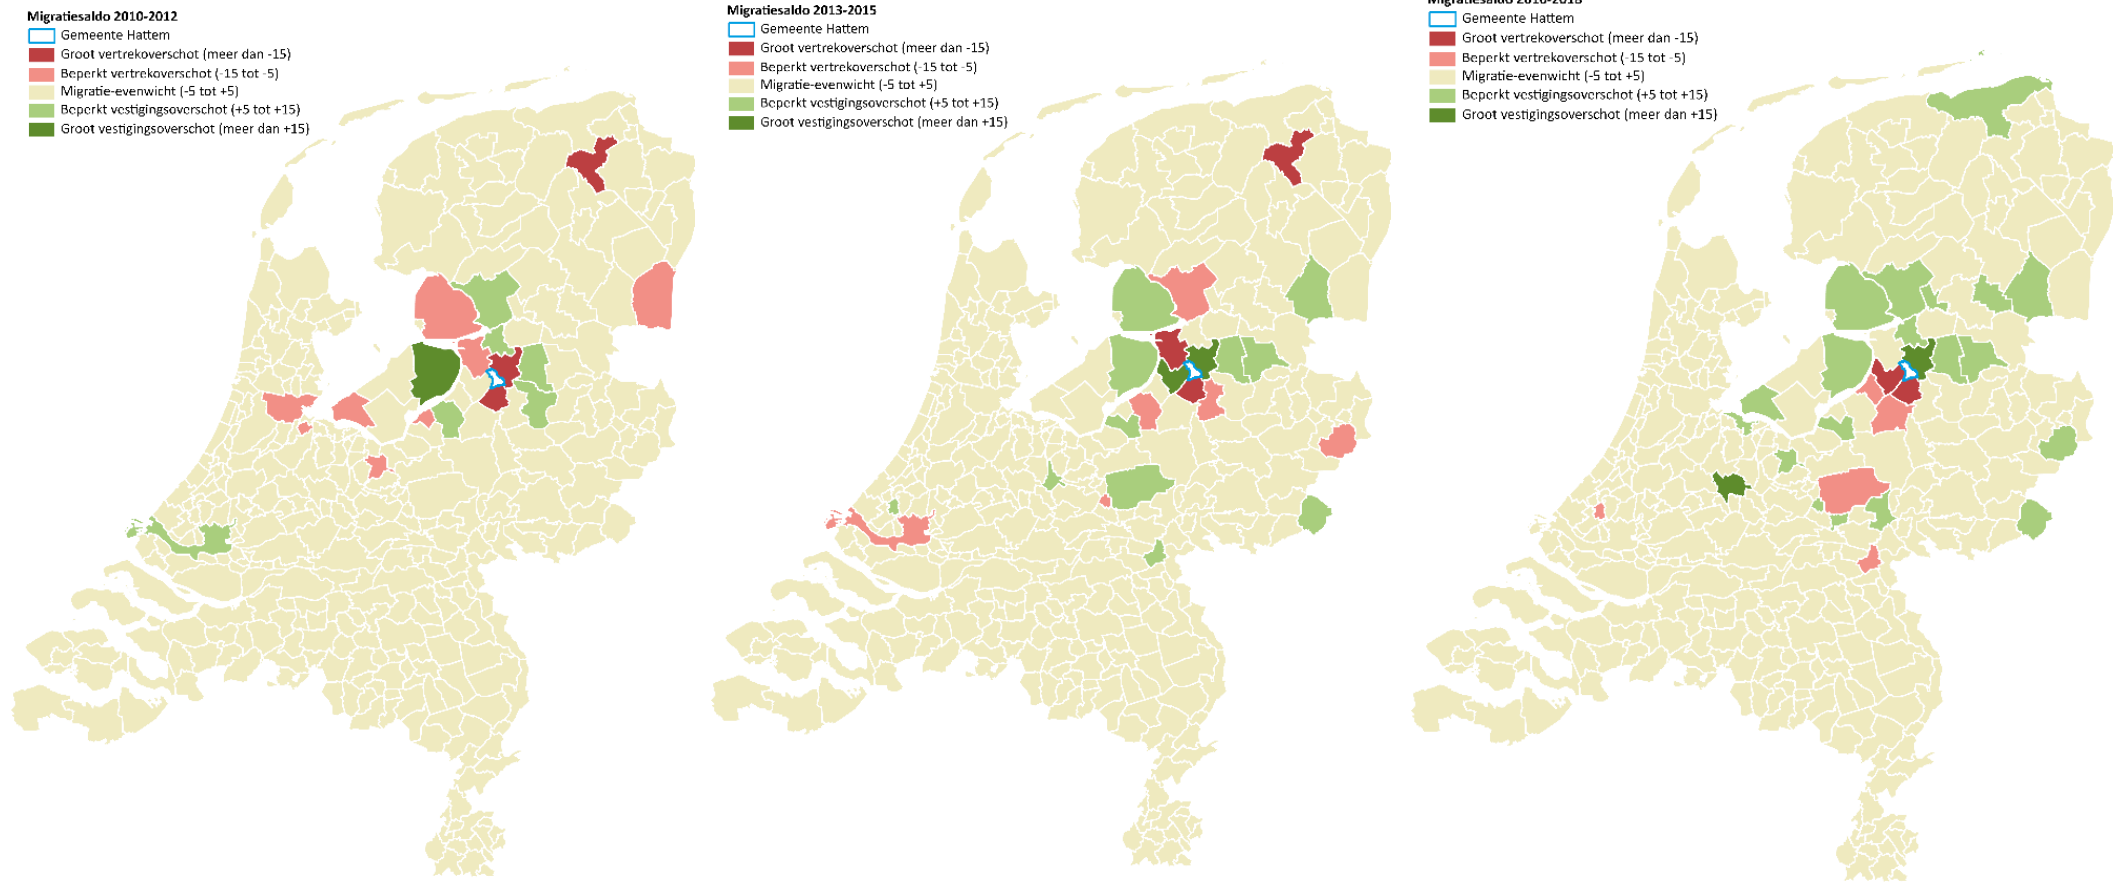 Migratiesaldo 2010-2012
Gemeente Hattem
Groot vertrekoverschot (meer dan -15)
Beperkt vertrekoverschot (-15 tot -5)
Migratie-evenwicht (-5 tot +5)
Beperkt vestigingsoverschot (+5 tot +15)
Groot vestigingsoverschot (meer dan +15)
Migratiesaldo 2013-2015
Gemeente Hattem
Groot vertrekoverschot (meer dan -15)
Beperkt vertrekoverschot (-15 tot -5)
Migratie-evenwicht (-5 tot +5)
Beperkt vestigingsoverschot (+5 tot +15)
Groot vestigingsoverschot (meer dan +15)
Migratiesaldo
Gemeente Hattem
Groot vertrekoverschot (meer dan -15)
Beperkt vertrekoverschot (-15 tot -5)
Migratie-evenwicht (-5 tot +5)
Beperkt vestigingsoverschot (+5 tot +15)
Groot vestigingsoverschot (meer dan +15)